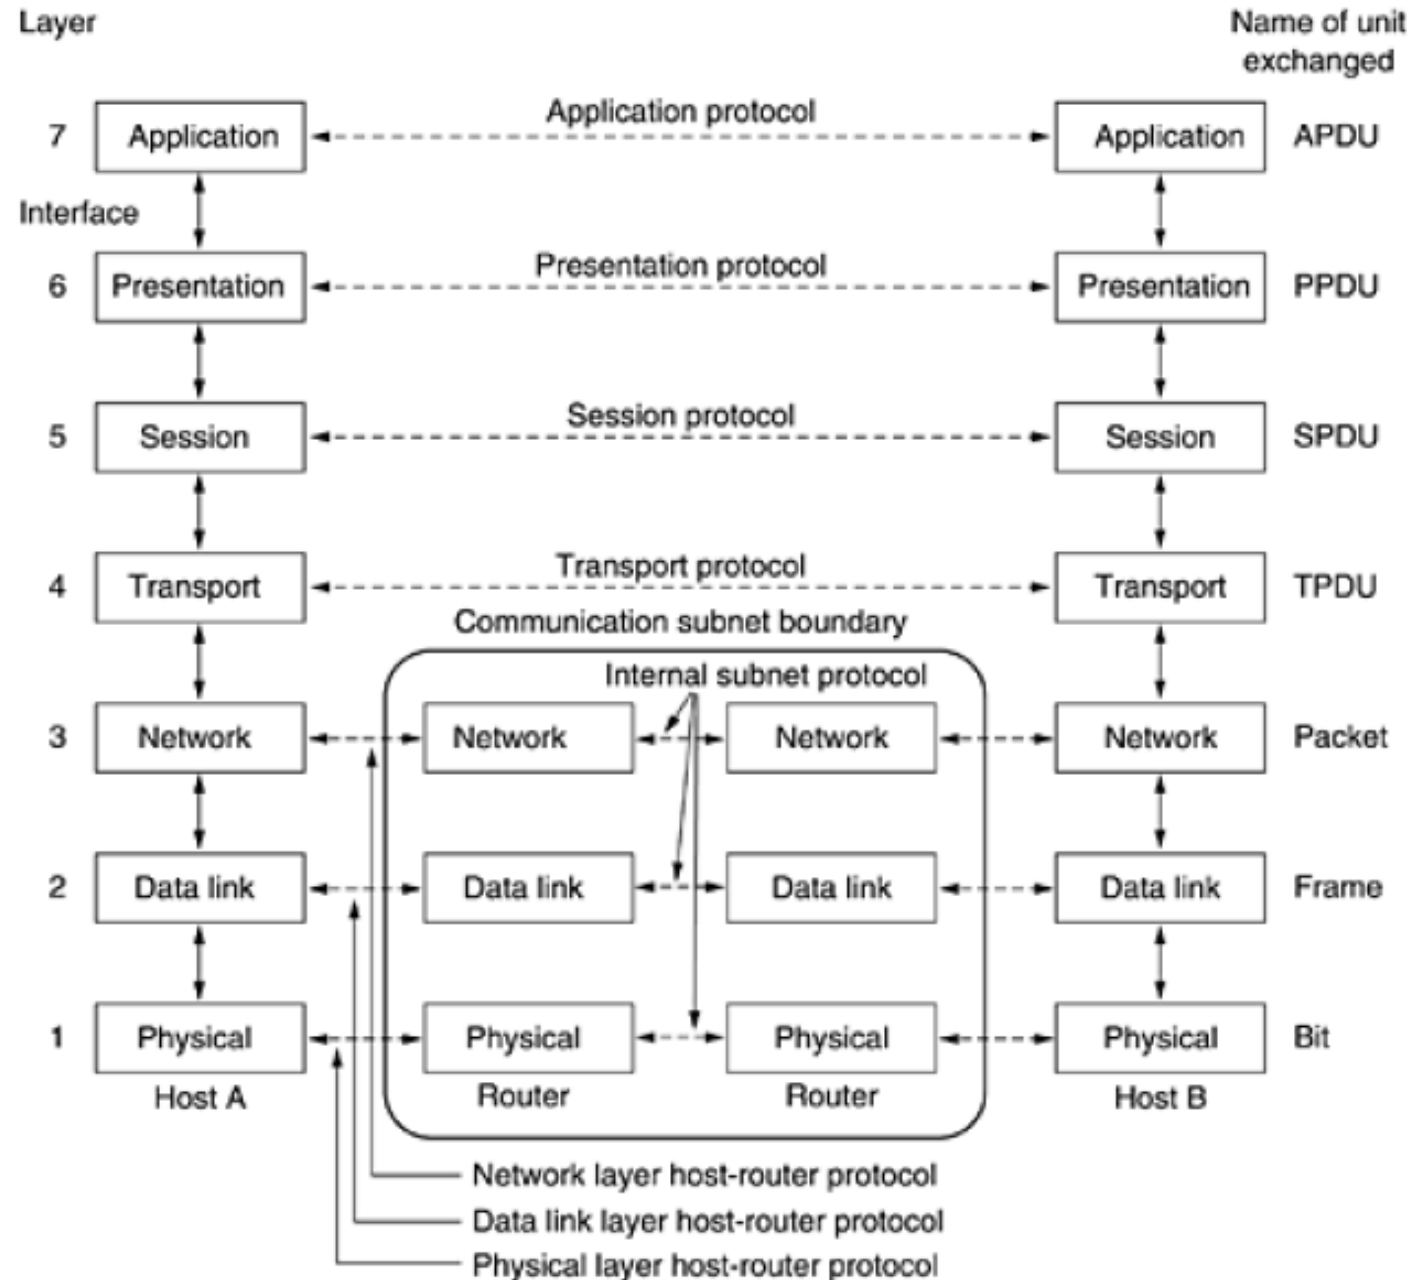 Layer
Name of unit
exchanged
Application protocol
7
Application
Application
APDU
Interface
Presentation protocol
6
Presentation
Presentation
PPDU
Session protocol
5
Session
Session
SPDU
Transport protocol
4
Transport
Transport
TPDU
Communication subnet boundary
Internal subnet protocol
3
Network
Network
Network
Network
Packet
2
Data link
Data link
Data link
Data link
Frame
1
Physical
Physical
Physical
Physical
Bit
Host A
Router
Router
Host B
Network layer host-router protocol
Data link layer host-router protocol
Physical layer host-router protocol